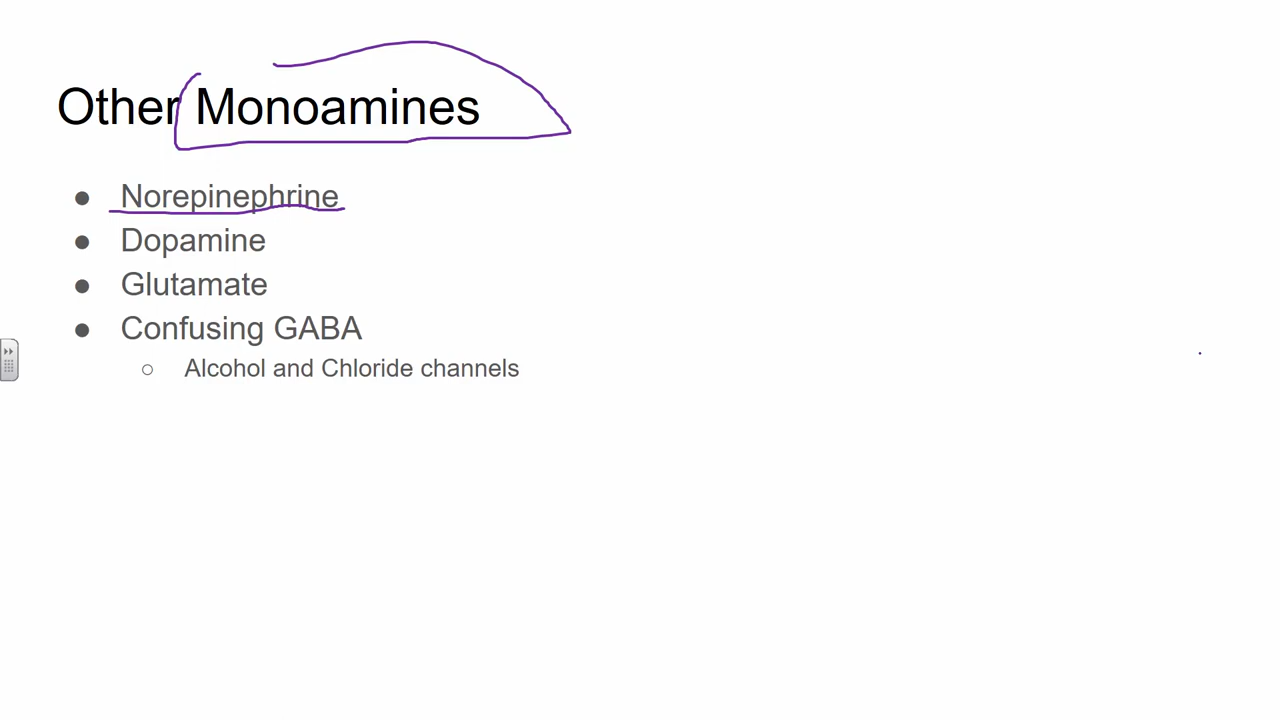 Other Monoamines
● Norepinephrine
● Dopamine
● Glutamate
● Confusing GABA
○ Alcohol and Chloride channels